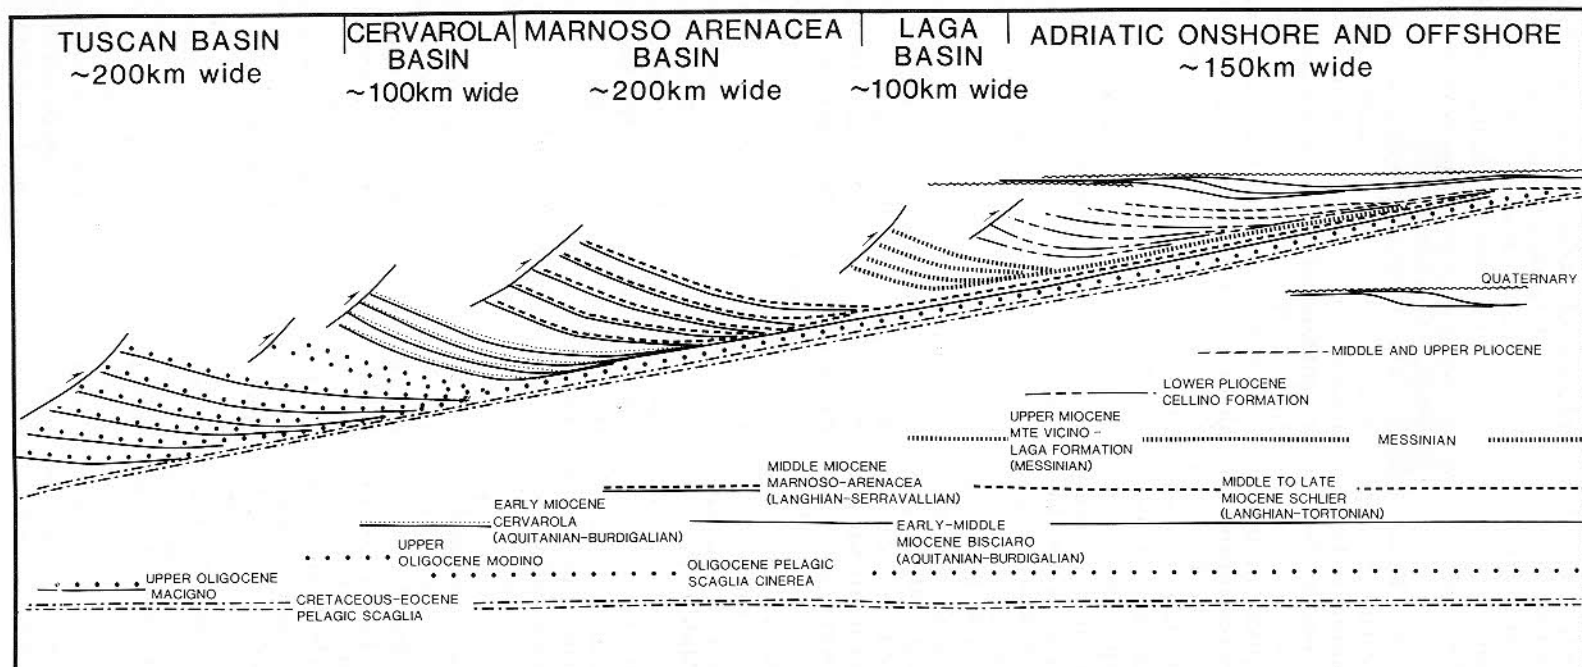 TUSCAN BASIN
~200km wide
CERVAROLA
BASIN
~100km wide
MARNOSO ARENACEA
BASIN
~200km wide
LAGA
BASIN
~100km wide
ADRIATIC ONSHORE AND OFFSHORE
~150km wide
QUATERNARY
MIDDLE AND UPPER PLIOCENE
LOWER PLIOCENE
CELLINO FORMATION
UPPER MIOCENE
MTE VICINO -
LAGA FORMATION
(MESSINIAN)
MESSINIAN
MIDDLE MIOCENE
MARNOSO-ARENACEA
(LANGHIAN-SERRAVALLIAN)
MIDDLE TO LATE
MIOCENE SCHLIER
(LANGHIAN-TORTONIAN)
EARLY MIOCENE
CERVAROLA
(AQUITANIAN-BURDIGALIAN)
EARLY-MIDDLE
MIOCENE BISCIARO
(AQUITANIAN-BURDIGALIAN)
UPPER
OLIGOCENE MODINO
OLIGOCENE PELAGIC
SCAGLIA CINEREA
UPPER OLIGOCENE
MACIGNO
CRETACEOUS-EOCENE
PELAGIC SCAGLIA